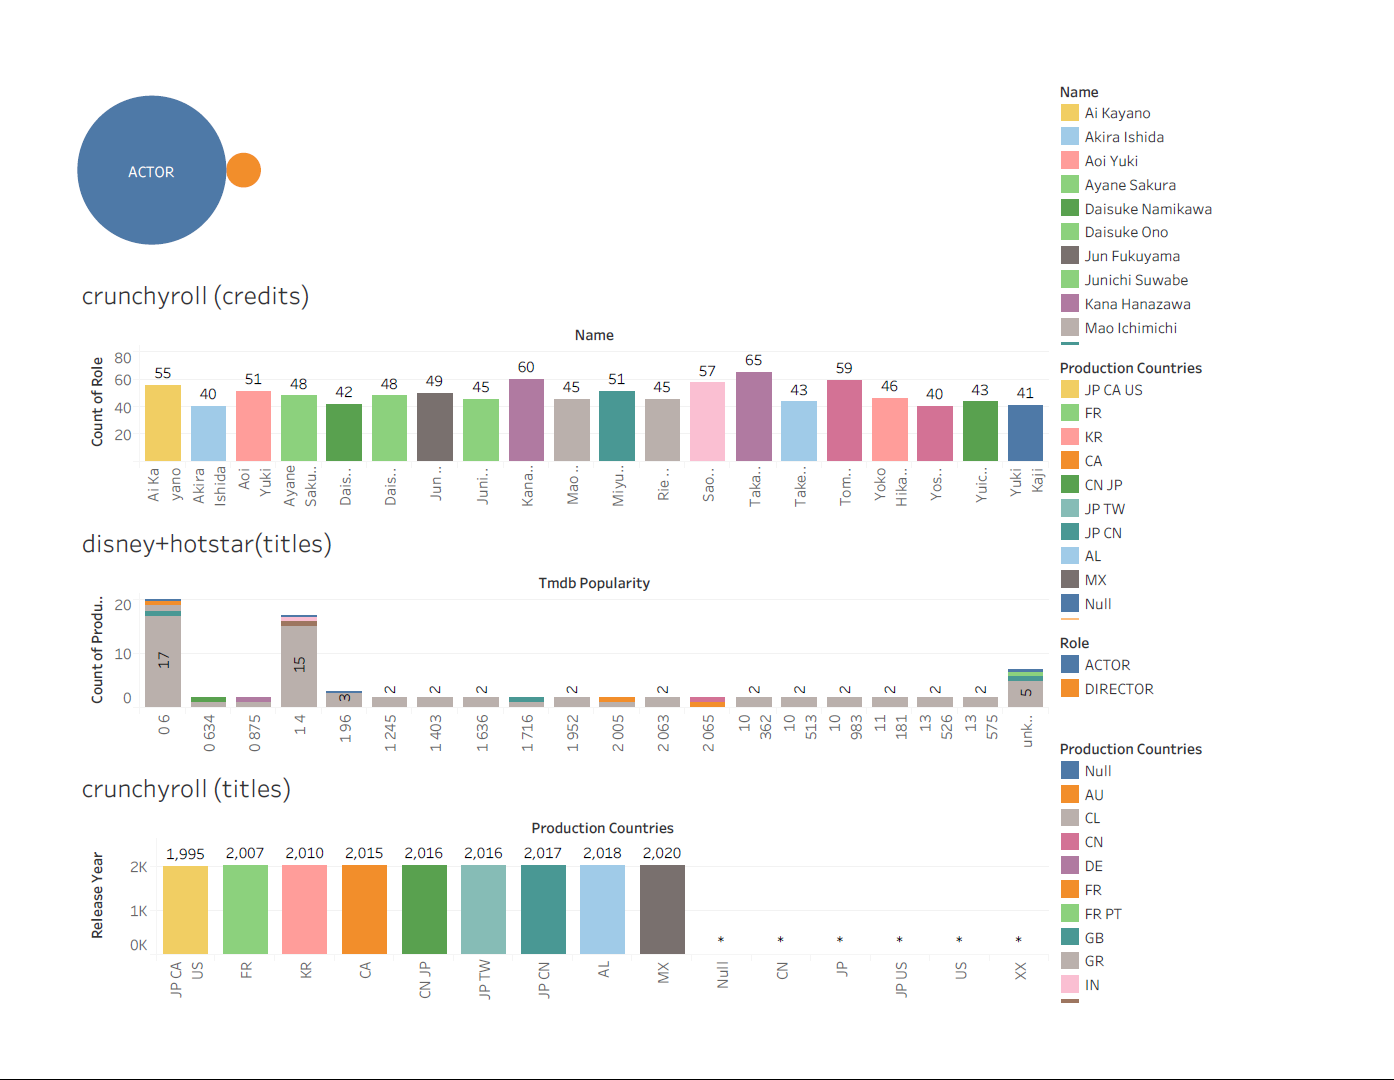 ACTOR
crunchyroll (credits)
Name
Count of Role
80
60
40
20
55
40
51
48
42
48
49
45
60
45
51
45
57
65
43
59
46
40
43
41
Ai Ka
yano
Akira
Ishida
Aoi
Yuki
Ayane
Saku..
Dais..
Dais..
Jun ..
Juni..
Kana..
Mao ..
Miyu..
Rie ..
Sao..
Taka..
Take..
Tom..
Yoko
Hika..
Yos..
Yuic..
Yuki
Kaji
disney+hotstar(titles)
Tmdb Popularity
Count of Produ..
20
10
0
17
15
3
2
2
2
2
2
2
2
2
2
2
2
5
0 6
0 634
0 875
1 4
1 96
1 245
1 403
1 636
1 716
1 952
2 005
2 063
2 065
10
362
10
513
10
983
11
181
13
526
13
575
unk..
crunchyroll (titles)
Production Countries
Release Year
2K
1K
0K
1,995
2,007
2,010
2,015
2,016
2,016
2,017
2,018
2,020
*
*
*
*
*
*
JP CA
US
FR
KR
CA
CN JP
JP TW
JP CN
AL
MX
Null
CN
JP
JP US
US
XX
Name
Ai Kayano
Akira Ishida
Aoi Yuki
Ayane Sakura
Daisuke Namikawa
Daisuke Ono
Jun Fukuyama
Junichi Suwabe
Kana Hanazawa
Mao Ichimichi
Production Countries
JP CA US
FR
KR
CA
CN JP
JP TW
JP CN
AL
MX
Null
Role
ACTOR
DIRECTOR
Production Countries
Null
AU
CL
CN
DE
FR
FR PT
GB
GR
IN